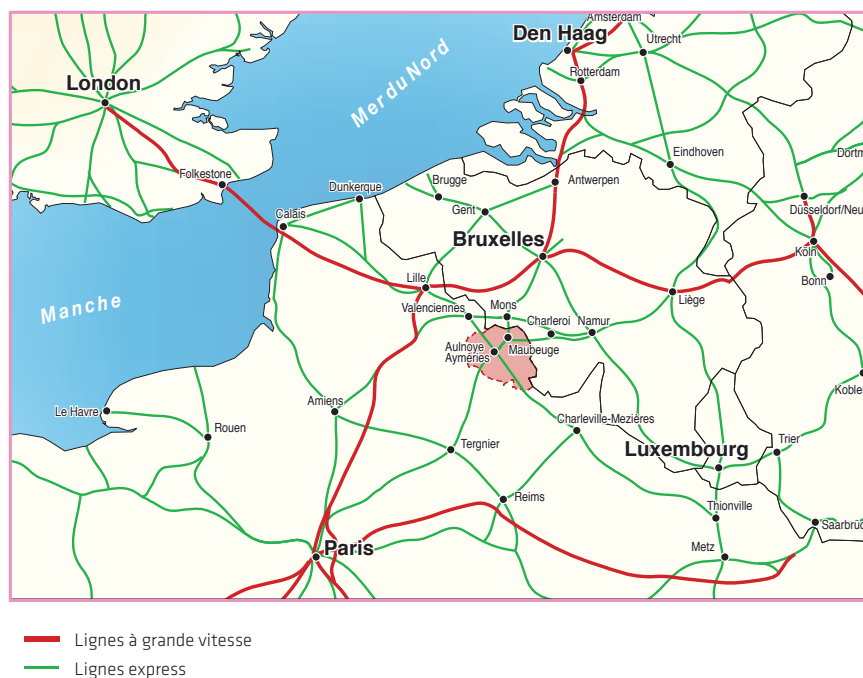 Amsterdam
Den Haag
Utrecht
London
Rotterdam
Mer du Nord
Eindhoven
Folkestone
Dunkerque
Brugge
Antwerpen
Düsseldorf/Neu
Gent
Calais
Bruxelles
Köln
Lille
Bonn
Manche
Valenciennes
Mons
Liège
Charleroi
Namur
Aulnoye
Aymeries
Maubeuge
Koble
Le Havre
Amiens
Rouen
Charleville-Mezières
Tergnier
Luxembourg
Trier
Reims
Thionville
Saarbrü
Paris
Metz
Lignes à grande vitesse
Lignes express